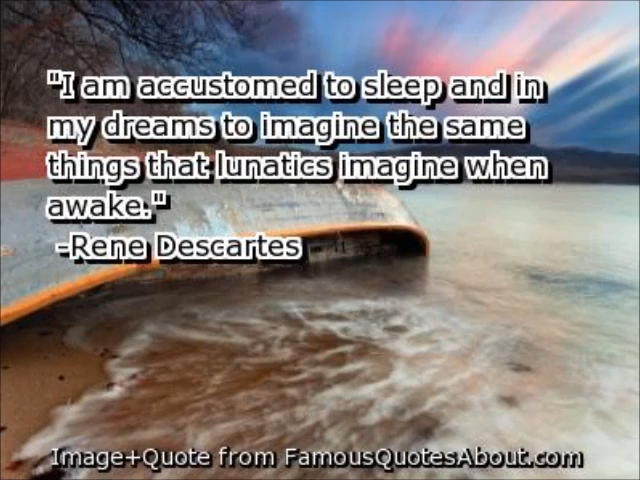 "I am accustomed to sleep and in
my dreams to imagine the same
things that lunatics imagine when
awake."
-Rene Descartes
Image+Quote from FamousQuotesAbout.com